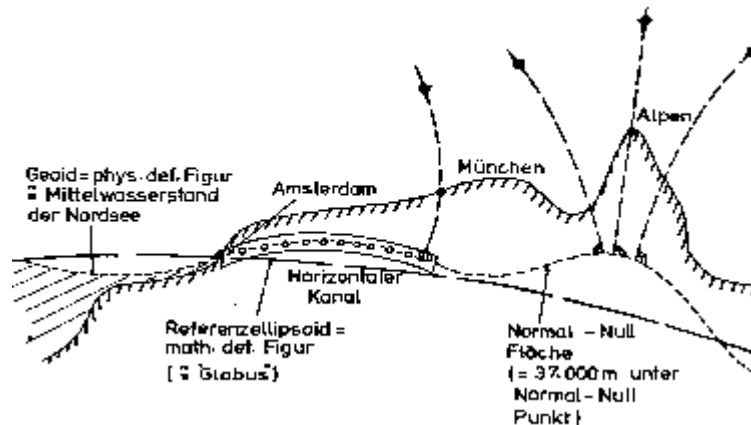 Geoid = phys. def. Figur
≙ Mittelwasserstand
der Nordsee
Amsterdam
München
Alpen
Horizontaler
Kanal
Referenzellipsoid =
math. def. Figur
(≙ "Globus")
Normal-Null
Fläche
(= 37.000 m unter
Normal-Null
Punkt)